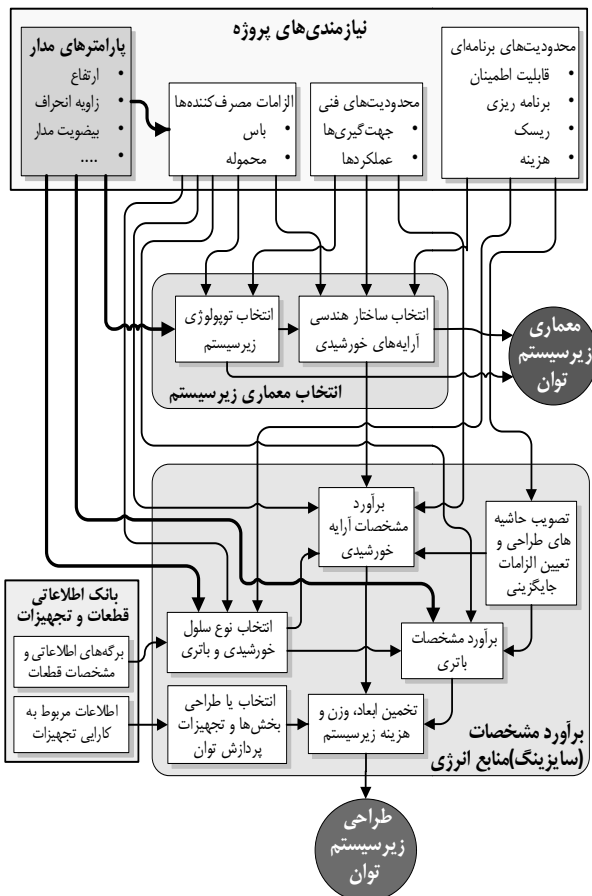 نیازمندی‌های پروژه
محدودیت‌های برنامه‌ای
• قابلیت اطمینان
• برنامه ریزی
• ریسک
• هزینه
محدودیت‌های فنی
• جهت‌گیری‌ها
• عملکردها
الزامات مصرف‌کننده‌ها
• باس
• محموله
پارامترهای مدار
• ارتفاع
• زاویه انحراف
• بیضویت مدار
• ....
انتخاب ساختار هندسی
آرایه‌های خورشیدی
انتخاب توپولوژی
زیرسیستم
انتخاب معماری زیرسیستم
معماری
زیرسیستم
توان
برآورد
مشخصات آرایه
خورشیدی
تصویب حاشیه
های طراحی و
تعیین الزامات
جایگزینی
انتخاب نوع سلول
خورشیدی و باتری
برآورد مشخصات
باتری
بانک اطلاعاتی
قطعات و تجهیزات
برگه‌های اطلاعاتی و
مشخصات قطعات
اطلاعات مربوط به
کارایی تجهیزات
انتخاب یا طراحی
بخش‌ها و تجهیزات
پردازش توان
تخمین ابعاد، وزن و
هزینه زیرسیستم
برآورد مشخصات
(سایزینگ)منابع انرژی
طراحی
زیرسیستم
توان